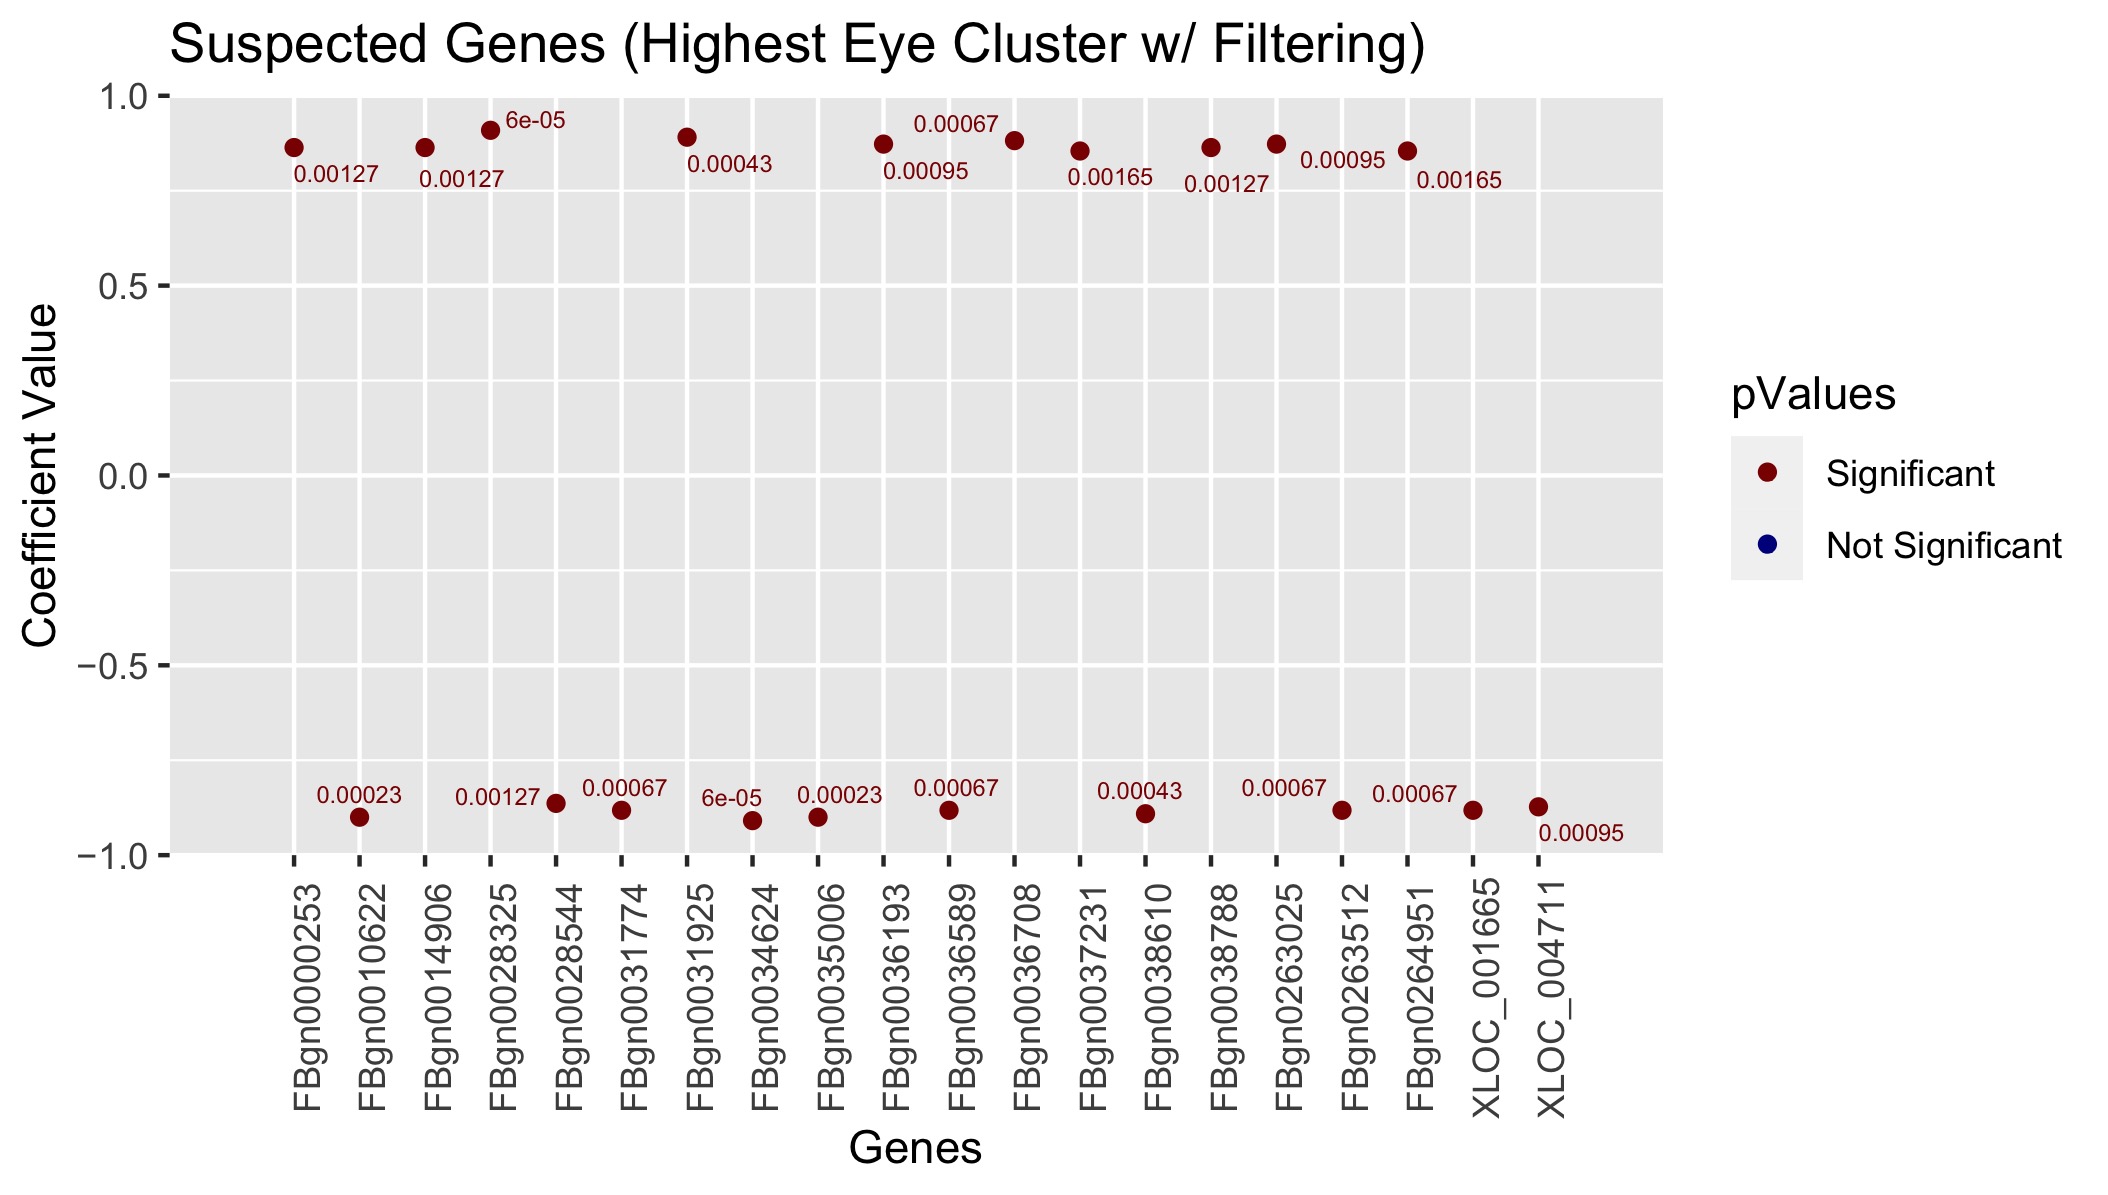 Suspected Genes (Highest Eye Cluster w/ Filtering)
1.0
0.5
0.0
−0.5
−1.0
Coefficient Value
6e-05
0.00067
0.00127
0.00127
0.00043
0.00095
0.00165
0.00127
0.00095
0.00165
0.00023
0.00127
0.00067
6e-05
0.00023
0.00067
0.00043
0.00067
0.00067
0.00095
FBgn0000253
FBgn0010622
FBgn0014906
FBgn0028325
FBgn0028544
FBgn0031774
FBgn0031925
FBgn0034624
FBgn0035006
FBgn0036193
FBgn0036589
FBgn0036708
FBgn0037231
FBgn0038610
FBgn0038788
FBgn0263025
FBgn0263512
FBgn0264951
XLOC_001665
XLOC_004711
Genes
pValues
Significant
Not Significant